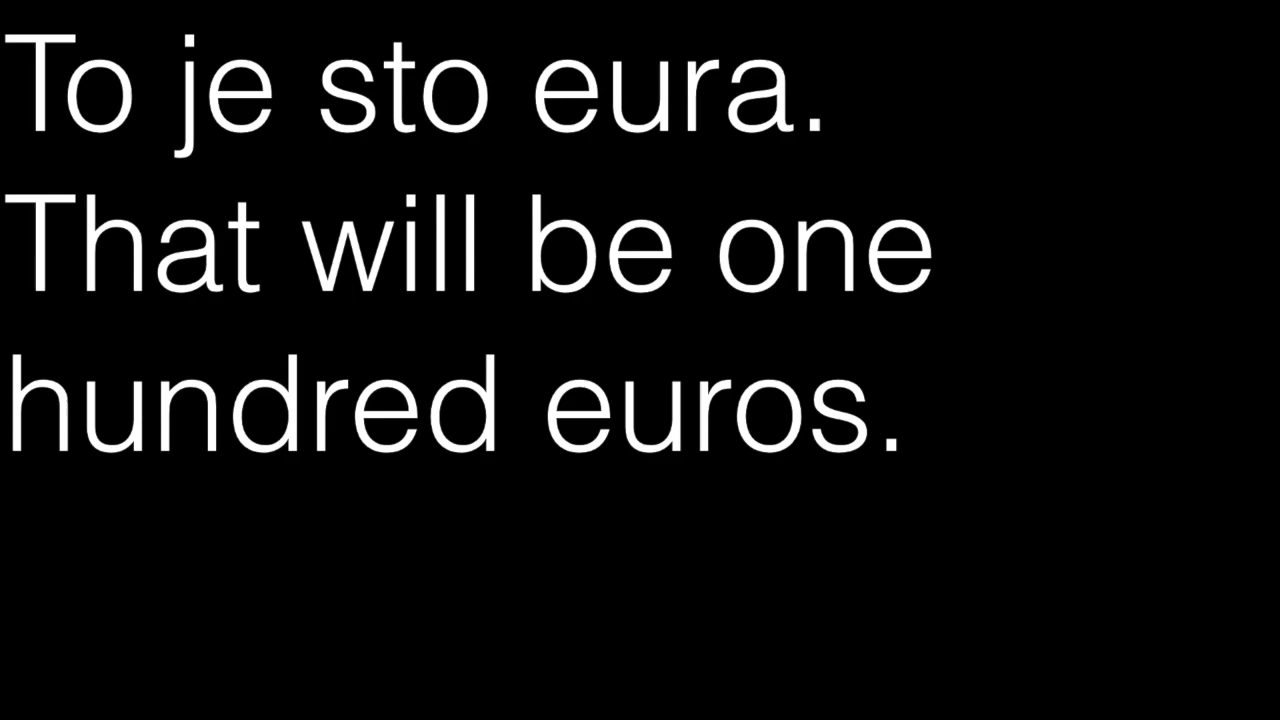 To je sto eura.
That will be one
hundred euros.